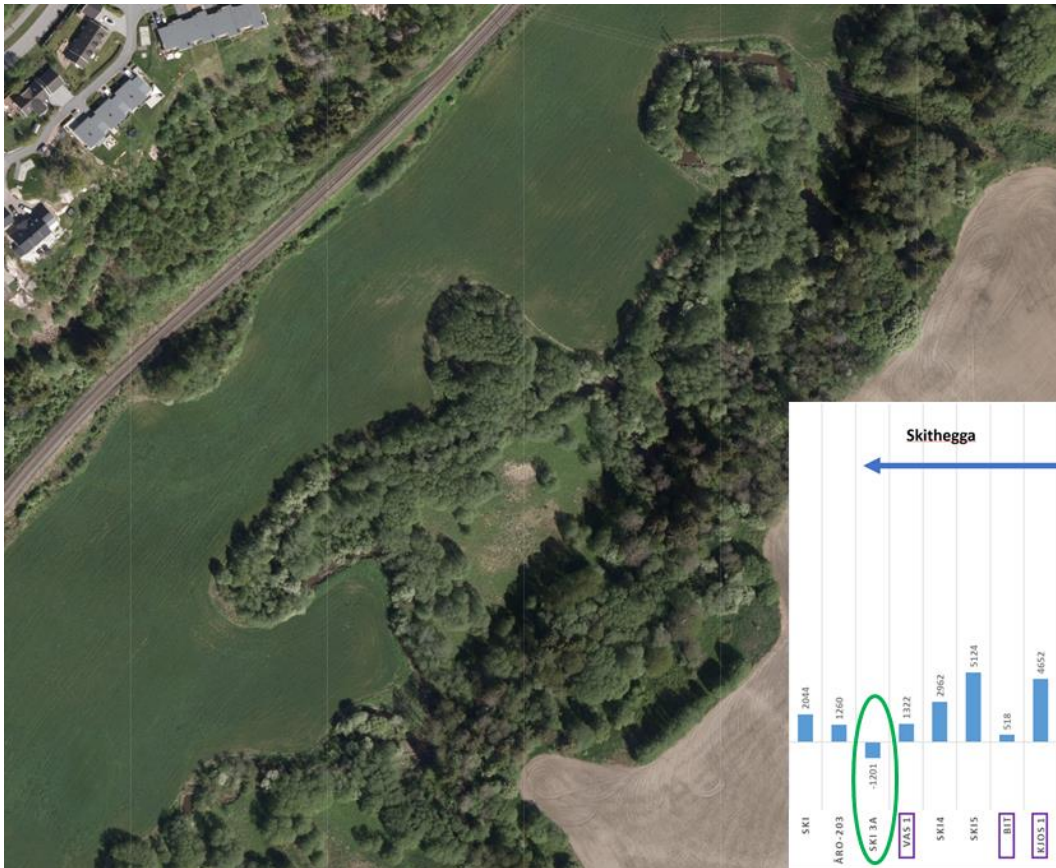 Skithegga
2044
1260
-1201
1322
2962
5124
518
4652
SKI
ÅRO-203
SKI 3A
VAS 1
SKI4
SKI5
BIT
KJOS 1